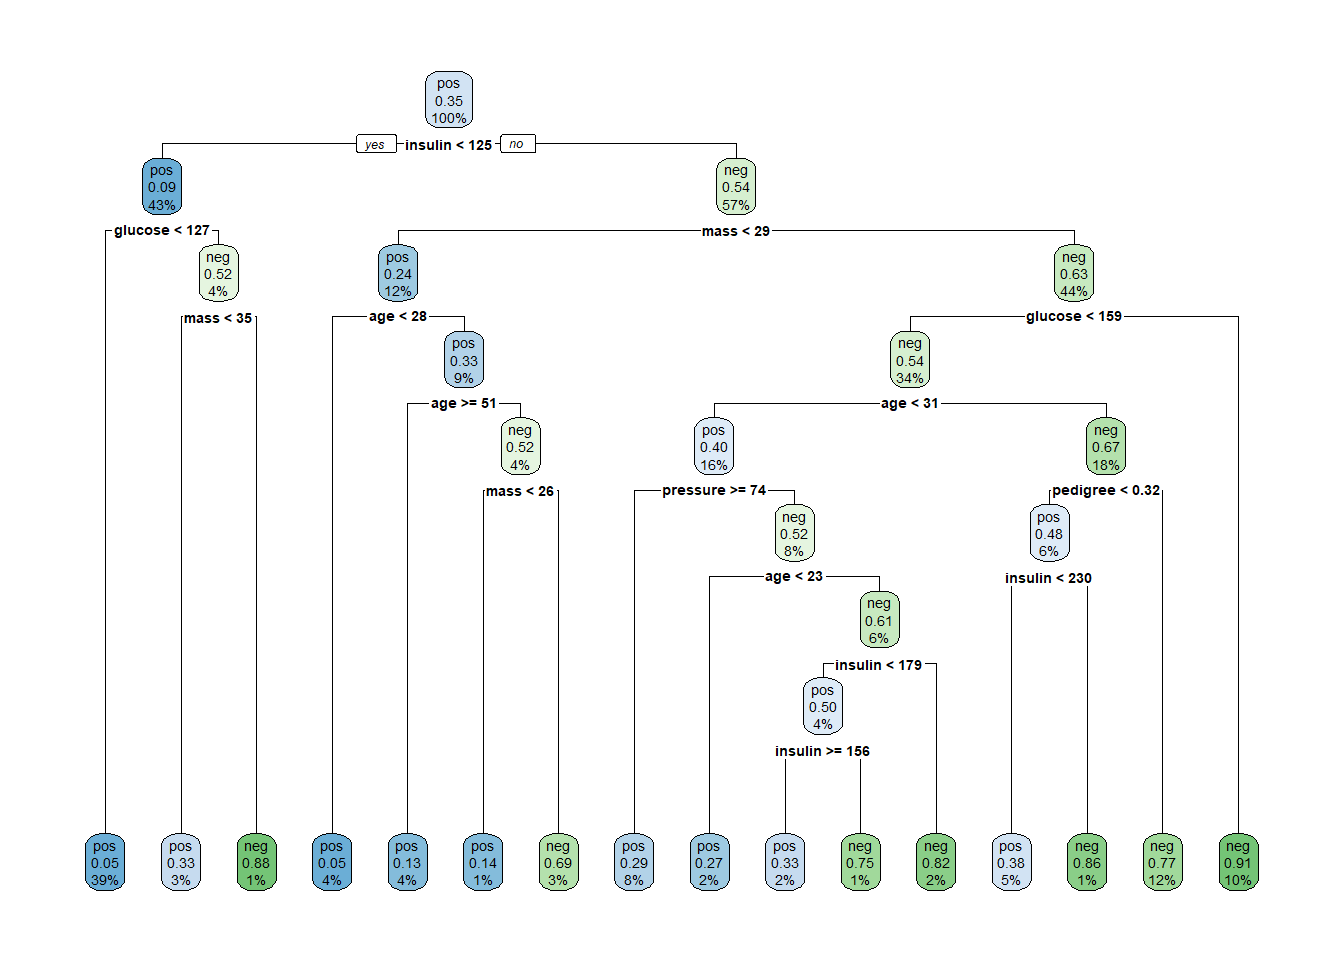 pos
0.35
100%
yes
insulin < 125
no
pos
0.09
43%
neg
0.54
57%
glucose < 127
mass < 29
neg
0.52
4%
pos
0.24
12%
neg
0.63
44%
mass < 35
age < 28
glucose < 159
pos
0.33
9%
neg
0.54
34%
age >= 51
age < 31
neg
0.52
4%
pos
0.40
16%
neg
0.67
18%
mass < 26
pressure >= 74
pedigree < 0.32
neg
0.52
8%
pos
0.48
6%
age < 23
insulin < 230
neg
0.61
6%
insulin < 179
pos
0.50
4%
insulin >= 156
pos
0.05
39%
pos
0.33
3%
neg
0.88
1%
pos
0.05
4%
pos
0.13
4%
pos
0.14
1%
neg
0.69
3%
pos
0.29
8%
pos
0.27
2%
pos
0.33
2%
neg
0.75
1%
neg
0.82
2%
pos
0.38
5%
neg
0.86
1%
neg
0.77
12%
neg
0.91
10%